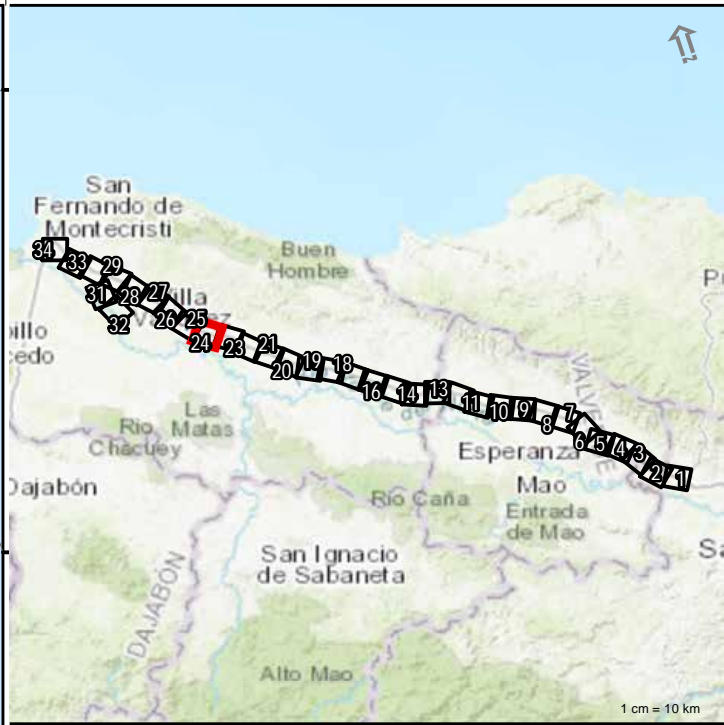 San
Fernando de
Montecristi
Buen
Hombre
34
33
29
31
28
27
26
25
32
24
23
21
20
19
18
16
14
13
11
10
9
8
7
6
5
4
3
2
1
Las
Matas
Rio
Chacuey
Dajabón
Esperanza
Mao
Entrada
de Mao
Rio Caña
San Ignacio
de Sabaneta
DAJABÓN
Alto Mao
1 cm = 10 km